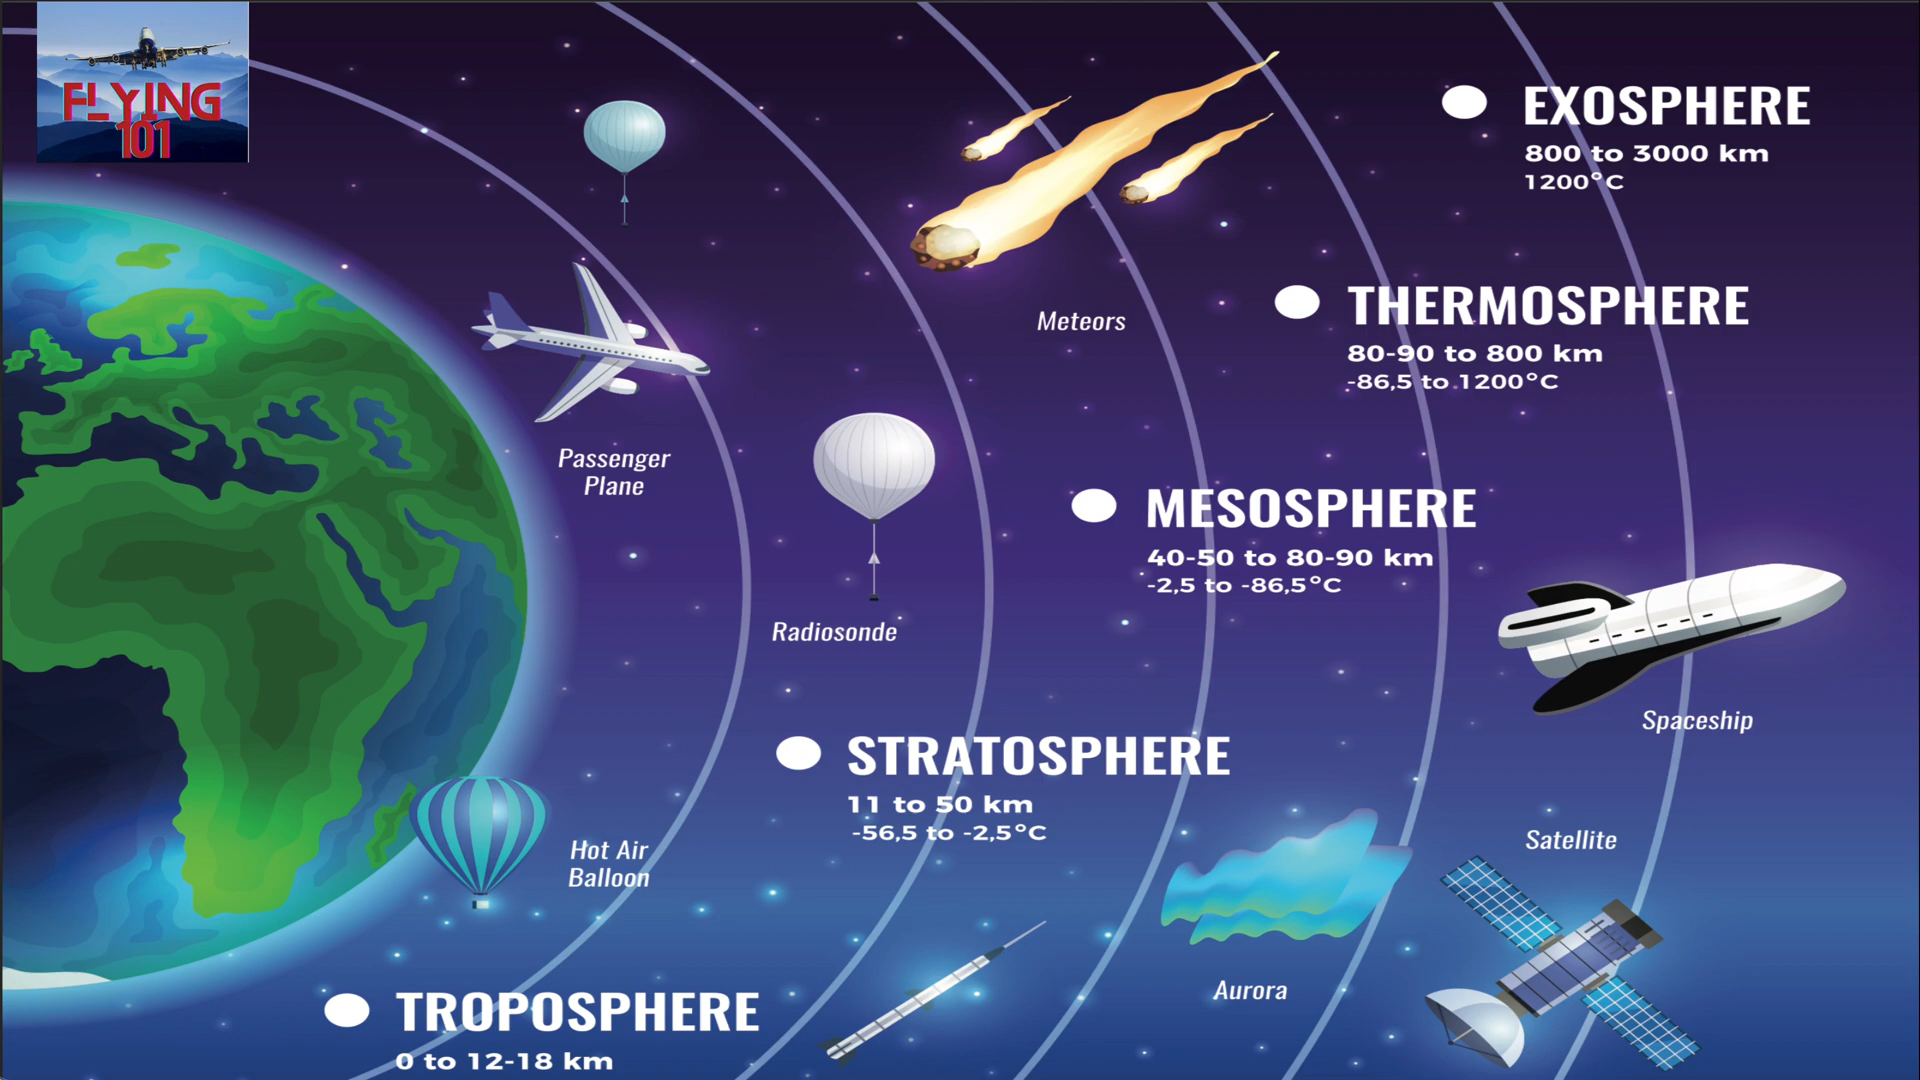 FLYING
101
EXOSPHERE
800 to 3000 km
1200°C
Meteors
THERMOSPHERE
80-90 to 800 km
-86,5 to 1200°C
Passenger
Plane
MESOSPHERE
40-50 to 80-90 km
-2,5 to -86,5°C
Radiosonde
Spaceship
STRATOSPHERE
11 to 50 km
-56,5 to -2,5°C
Hot Air
Balloon
Satellite
Aurora
TROPOSPHERE
0 to 12-18 km